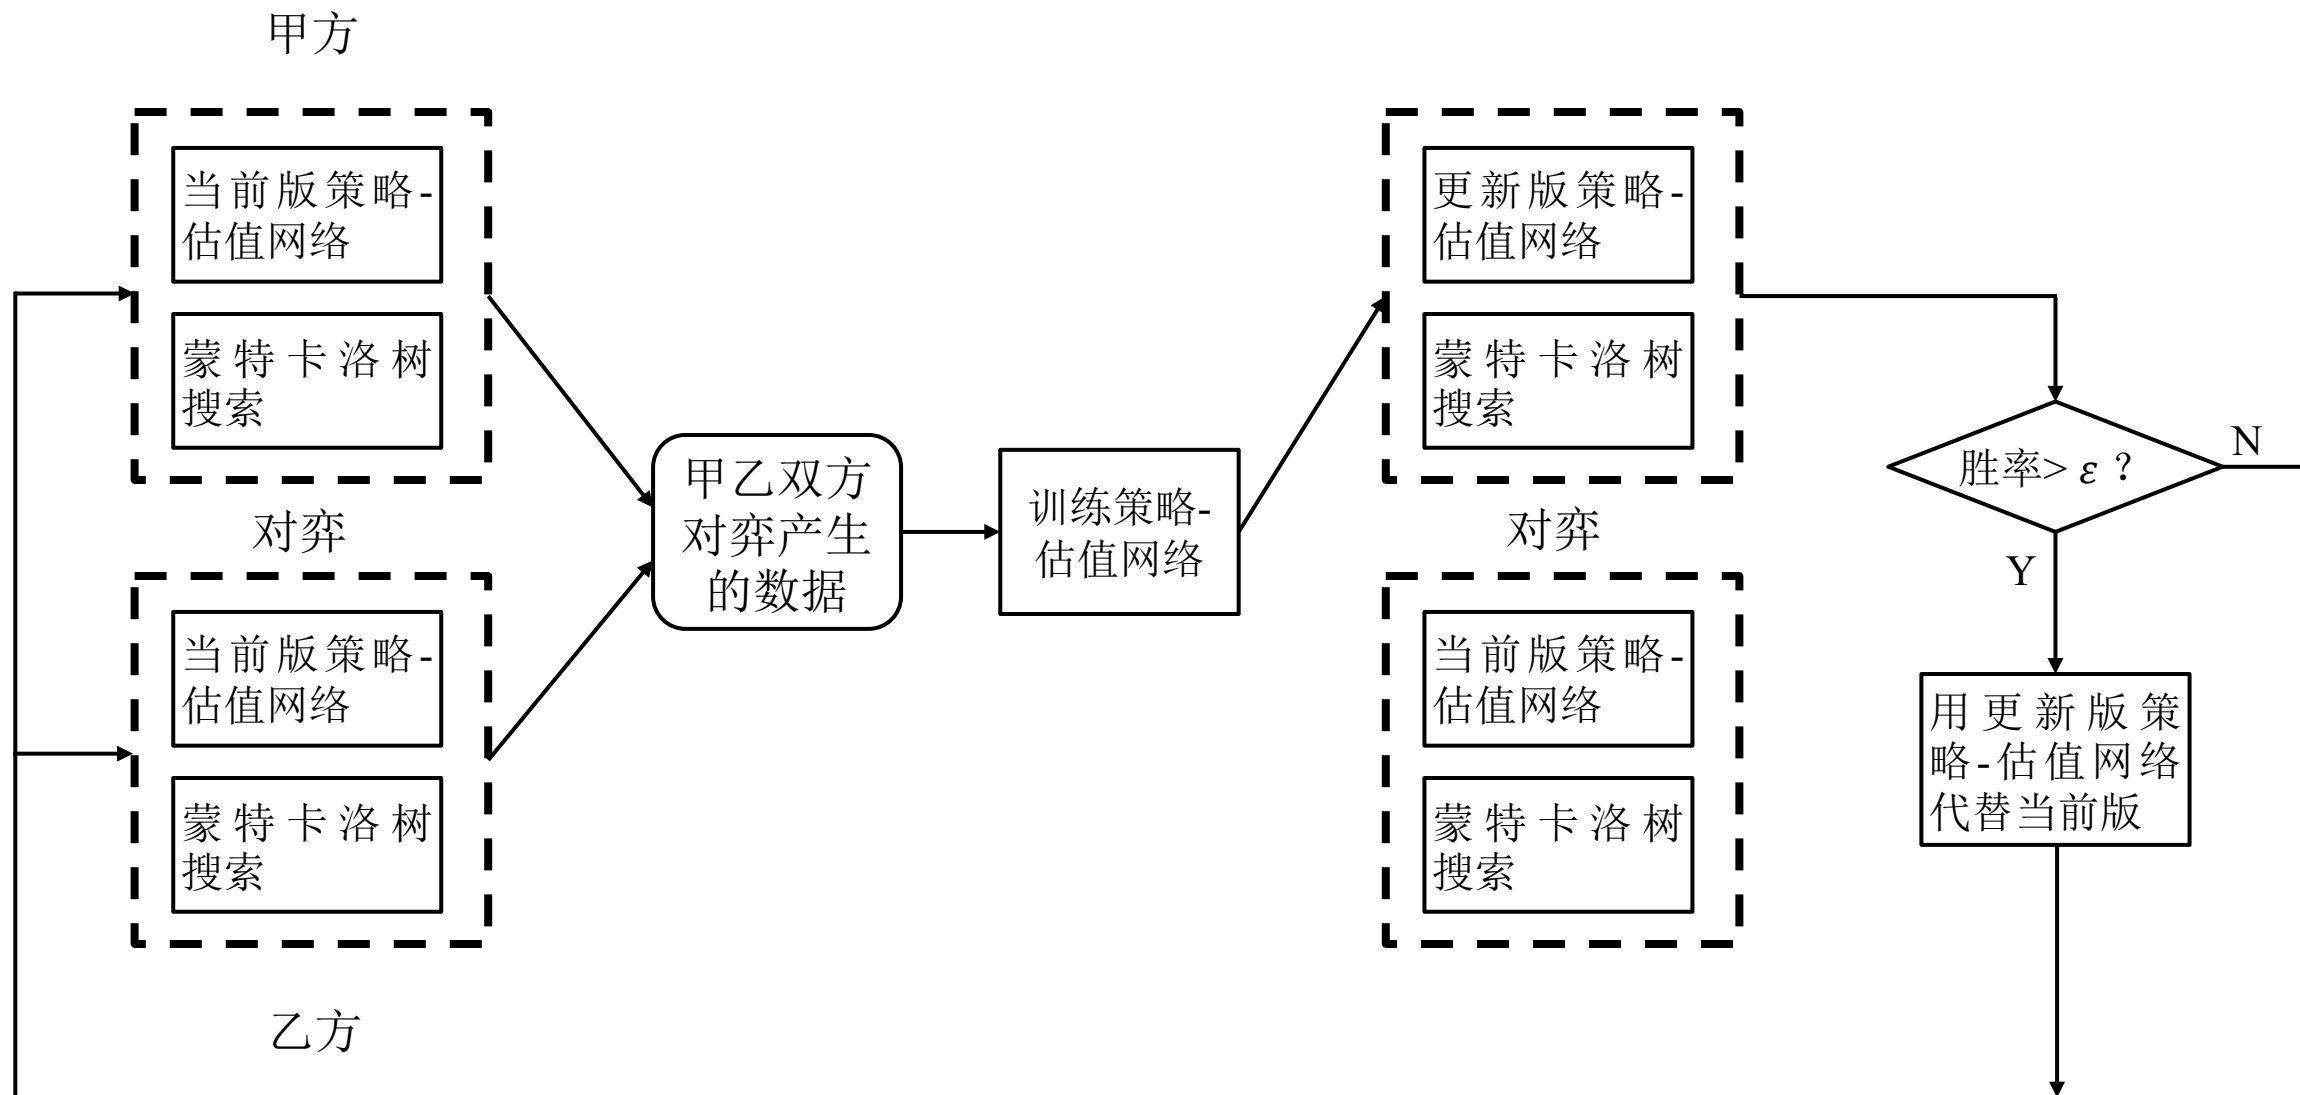 甲方
当前版策略-
估值网络
蒙特卡洛树
搜索
对弈
当前版策略-
估值网络
蒙特卡洛树
搜索
乙方
甲乙双方
对弈产生
的数据
训练策略-
估值网络
更新版策略-
估值网络
蒙特卡洛树
搜索
对弈
当前版策略-
估值网络
蒙特卡洛树
搜索
胜率> ε ?
N
Y
用更新版策
略-估值网络
代替当前版